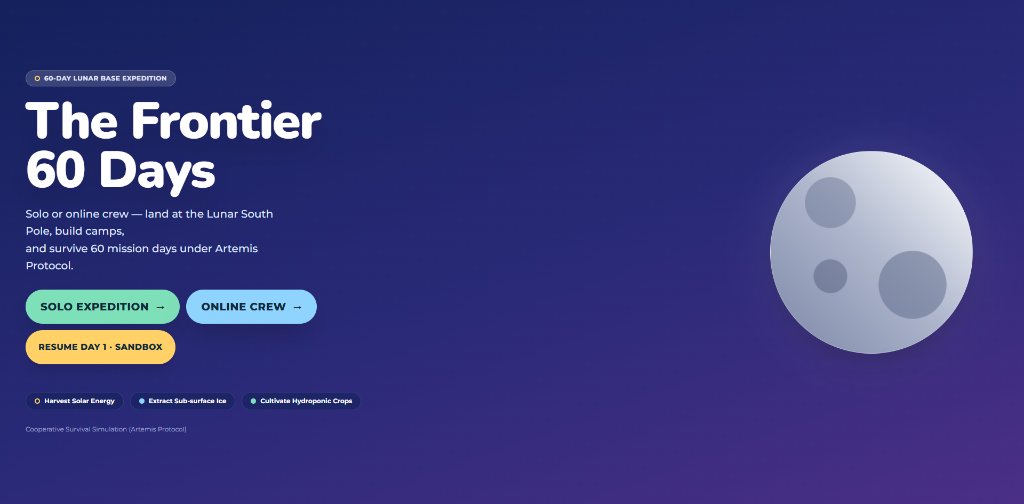 60-DAY LUNAR BASE EXPEDITION
The Frontier
60 Days
Solo or online crew — land at the Lunar South
Pole, build camps,
and survive 60 mission days under Artemis
Protocol.
SOLO EXPEDITION →
ONLINE CREW →
RESUME DAY 1 · SANDBOX
Harvest Solar Energy
Extract Sub-surface Ice
Cultivate Hydroponic Crops
Cooperative Survival Simulation (Artemis Protocol)